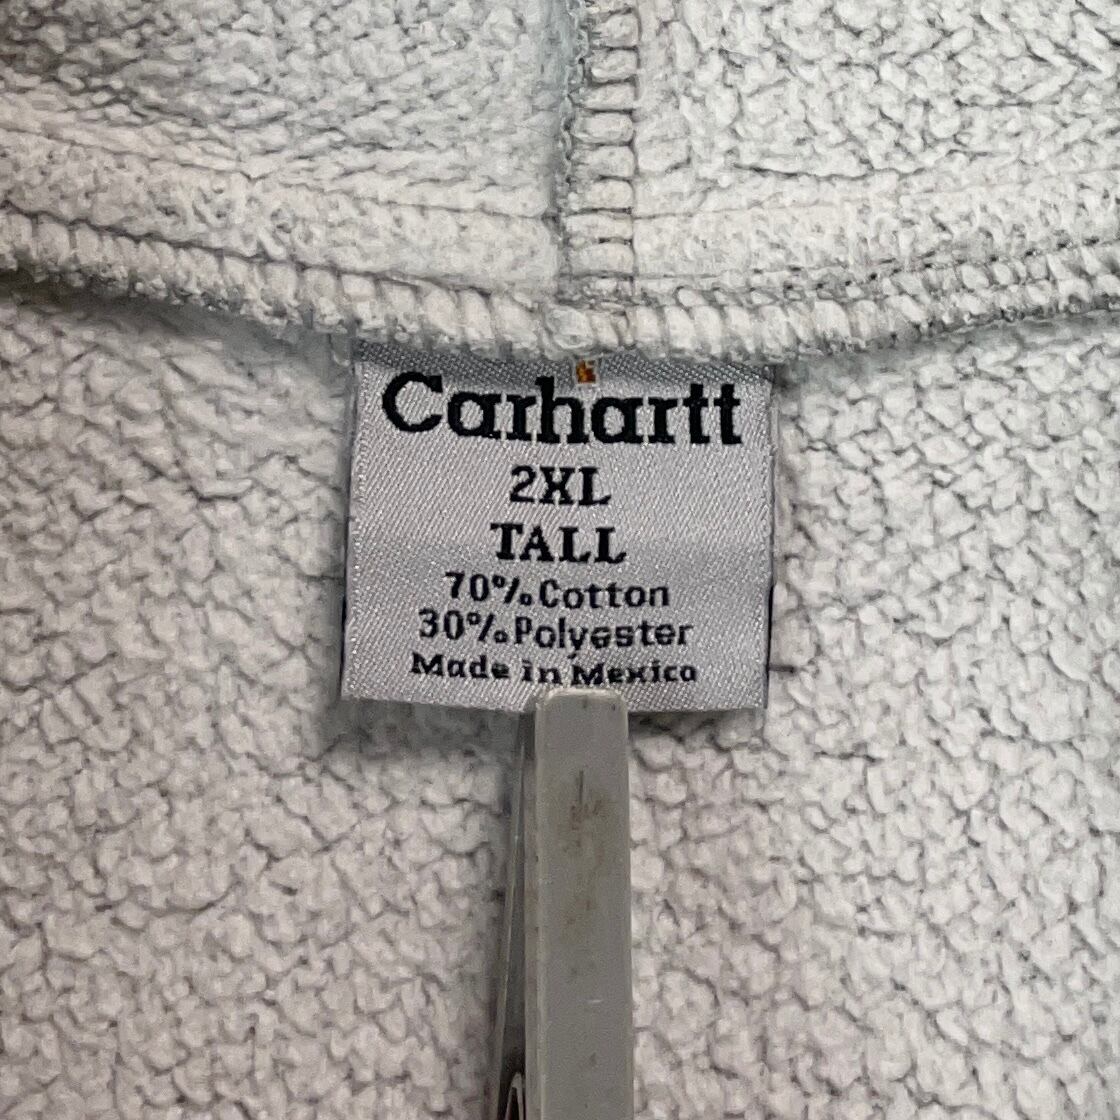 Carhartt
2XL
TALL
70% Cotton
30% Polyester
Made in Mexico